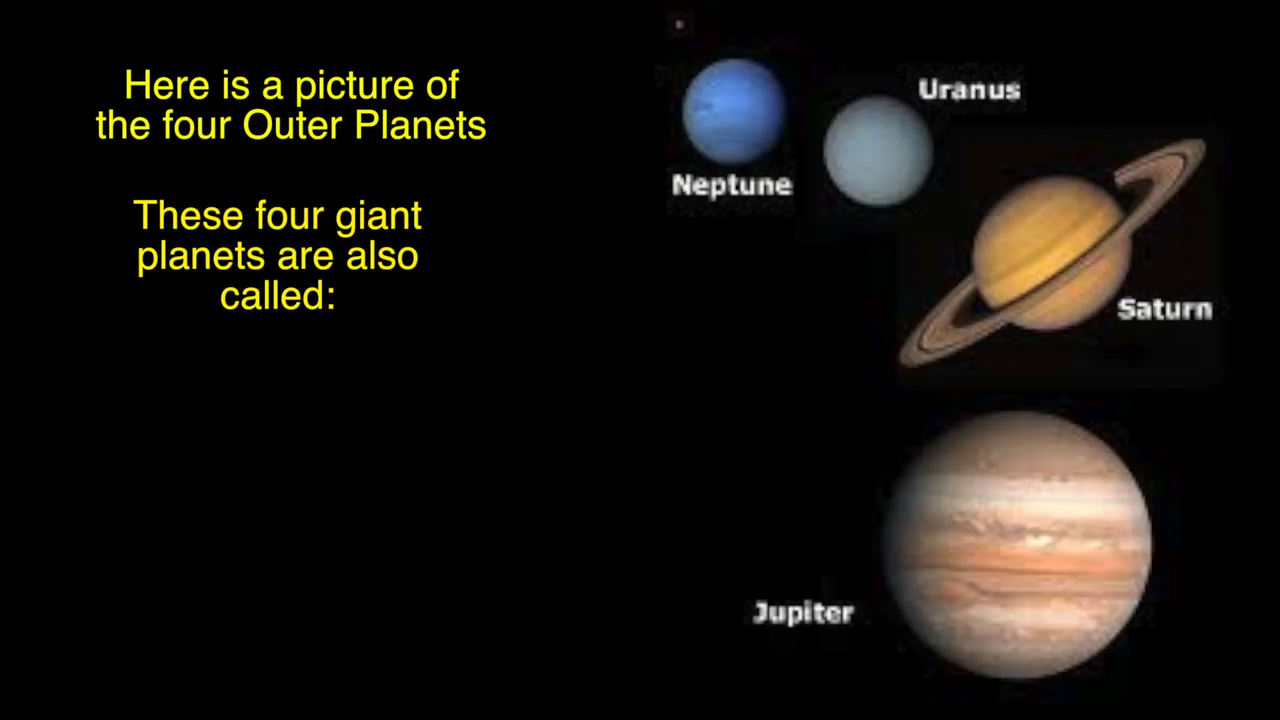 Here is a picture of
the four Outer Planets
These four giant
planets are also
called:
Uranus
Neptune
Saturn
Jupiter